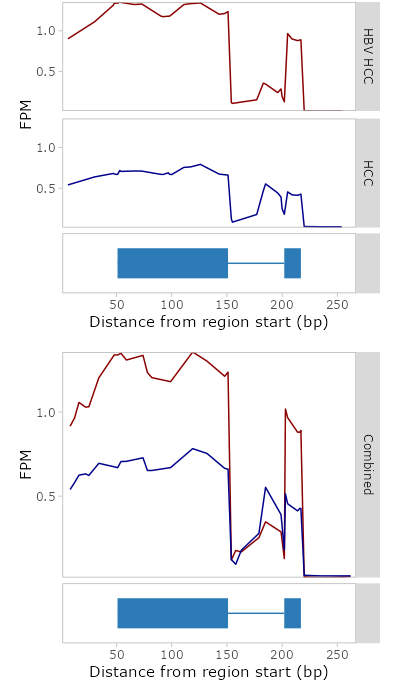 1.0
0.5
HBV HCC
FPM
1.0
0.5
HCC
50 100 150 200 250
Distance from region start (bp)
1.0
0.5
FPM
Combined
50 100 150 200 250
Distance from region start (bp)